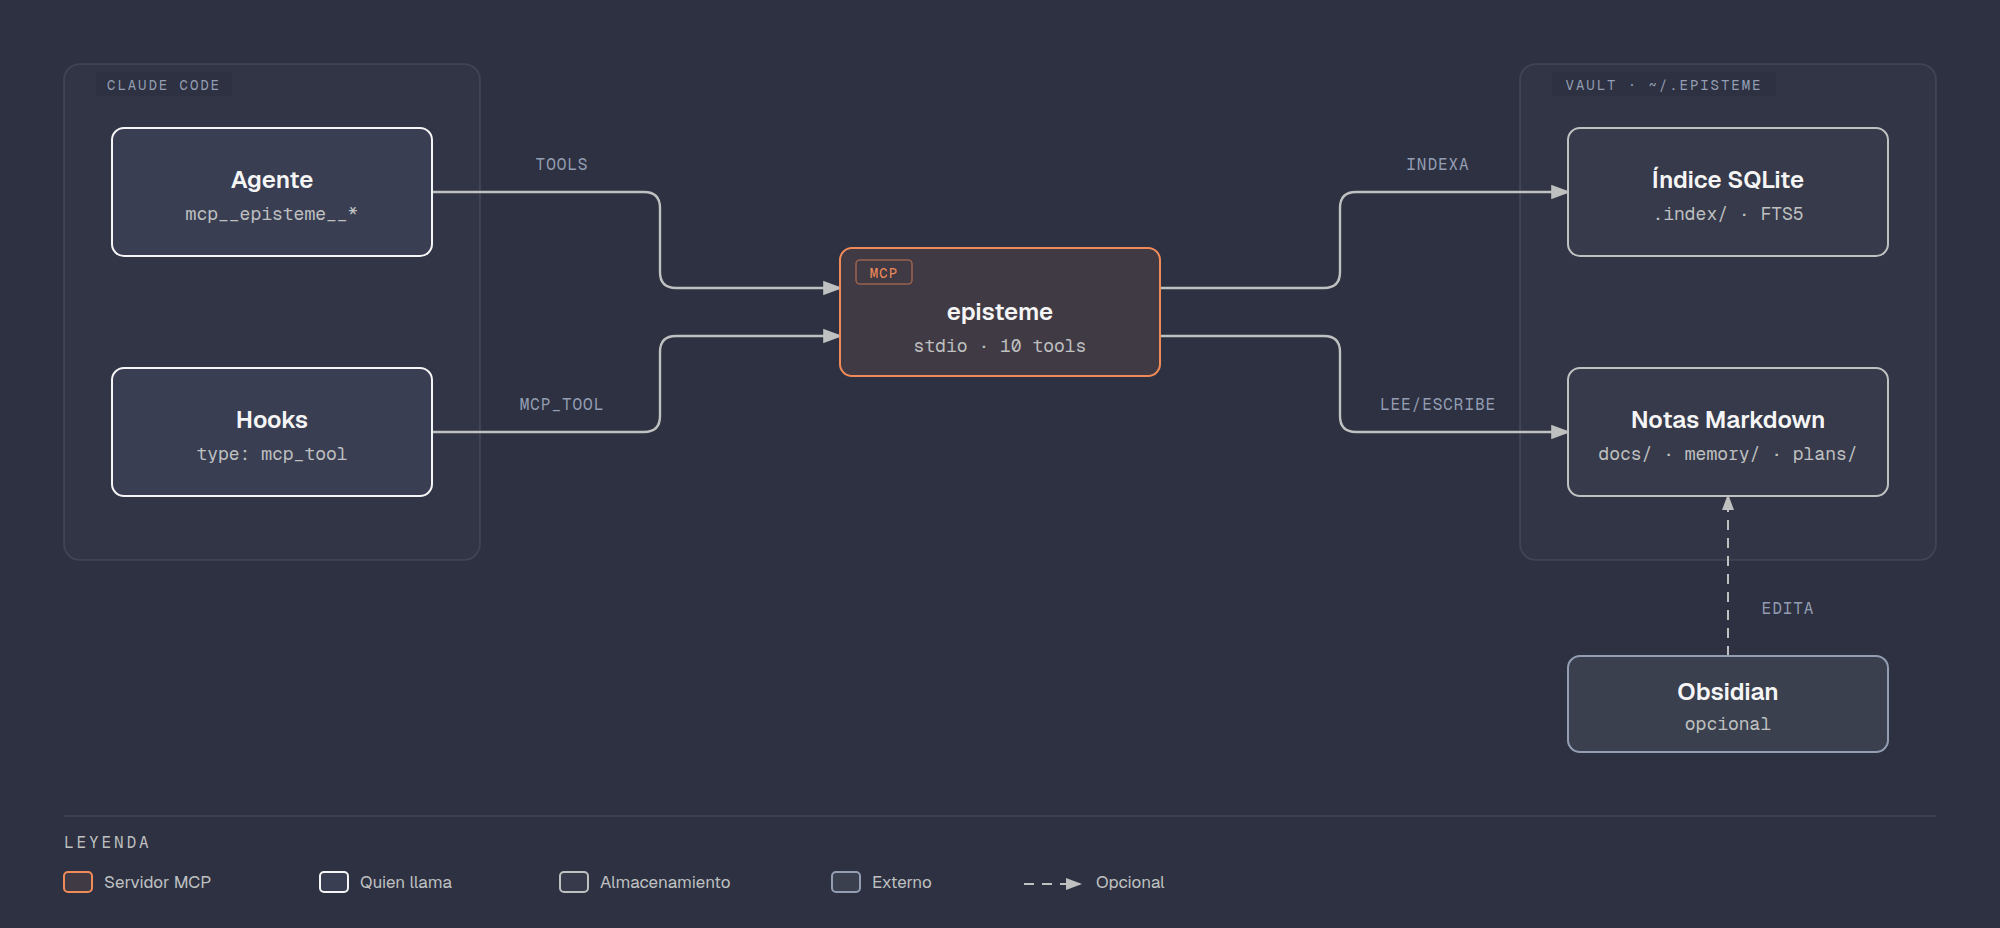 CLAUDE CODE
Agente
mcp__episteme__*
Hooks
type: mcp_tool
TOOLS
MCP_TOOL
MCP
episteme
stdio · 10 tools
INDEXA
LEE/ESCRIBE
VAULT · ~/.EPISTEME
Índice SQLite
.index/ · FTS5
Notas Markdown
docs/ · memory/ · plans/
EDITA
Obsidian
opcional
LEYENDA
Servidor MCP
Quien llama
Almacenamiento
Externo
Opcional